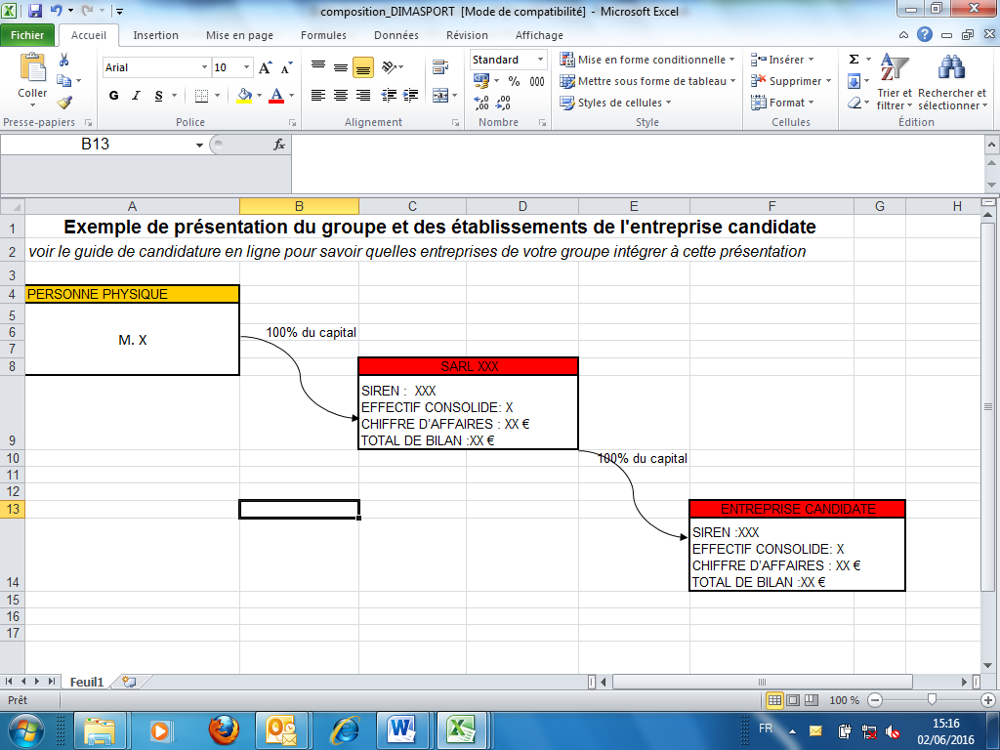 composition_DIMASPORT [Mode de compatibilité] - Microsoft Excel
Fichier Accueil Insertion Mise en page Formules Données Révision Affichage
Coller
Arial 10
G I S
A A
Standard
% 000
Mise en forme conditionnelle
Mettre sous forme de tableau
Styles de cellules
Insérer
Supprimer
Format
Σ
Trier et filtrer
Rechercher et sélectionner
Presse-papiers Police Alignement Nombre Style Cellules Édition
B13 fx
A B C D E F G H
1 Exemple de présentation du groupe et des établissements de l'entreprise candidate
2 voir le guide de candidature en ligne pour savoir quelles entreprises de votre groupe intégrer à cette présentation
3
4 PERSONNE PHYSIQUE
5
6 100% du capital
M. X
7
8 SARL XXX
SIREN : XXX
EFFECTIF CONSOLIDE: X
CHIFFRE D'AFFAIRES : XX €
9 TOTAL DE BILAN :XX €
10 100% du capital
11
12
13 ENTREPRISE CANDIDATE
SIREN :XXX
EFFECTIF CONSOLIDE: X
CHIFFRE D'AFFAIRES : XX €
14 TOTAL DE BILAN :XX €
15
16
17
Feuil1
Prêt 100 %
FR 15:16
02/06/2016